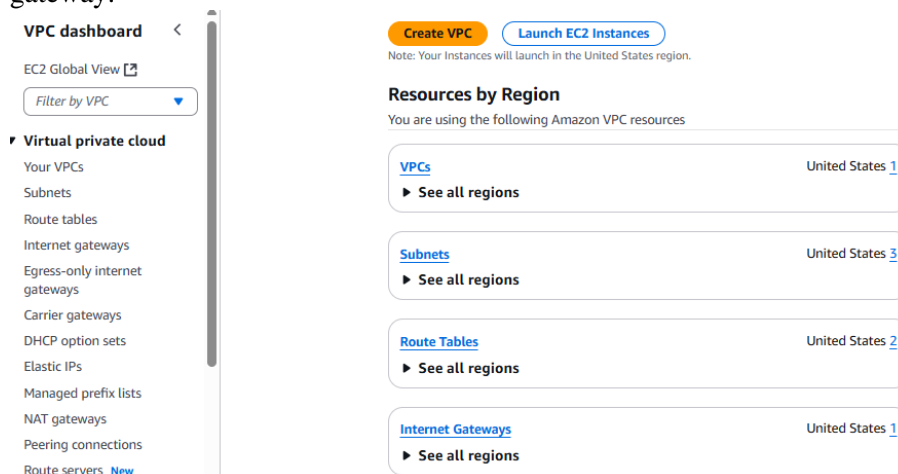 gateway.
VPC dashboard
EC2 Global View
Filter by VPC
Virtual private cloud
Your VPCs
Subnets
Route tables
Internet gateways
Egress-only internet
gateways
Carrier gateways
DHCP option sets
Elastic IPs
Managed prefix lists
NAT gateways
Peering connections
Route servers New
Create VPC Launch EC2 Instances
Note: Your Instances will launch in the United States region.
Resources by Region
You are using the following Amazon VPC resources
VPCs United States 1
See all regions
Subnets United States 3
See all regions
Route Tables United States 2
See all regions
Internet Gateways United States 1
See all regions